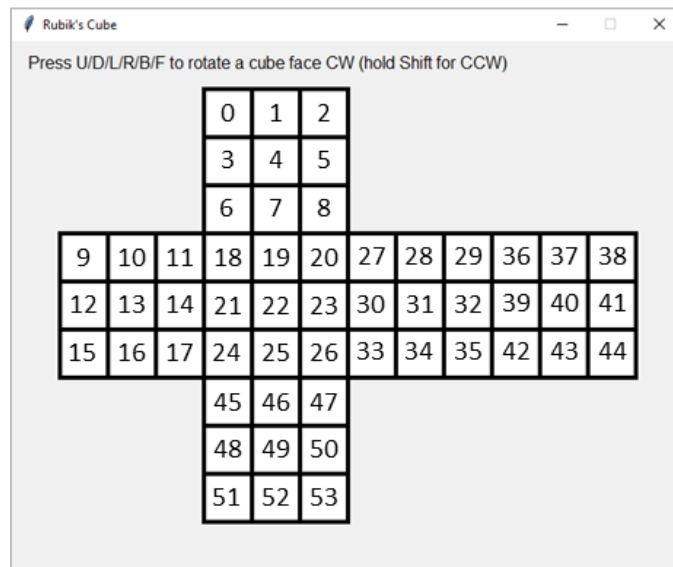 Rubik's Cube
Press U/D/L/R/B/F to rotate a cube face CW (hold Shift for CCW)
0 1 2
3 4 5
6 7 8
9 10 11 18 19 20 27 28 29 36 37 38
12 13 14 21 22 23 30 31 32 39 40 41
15 16 17 24 25 26 33 34 35 42 43 44
45 46 47
48 49 50
51 52 53